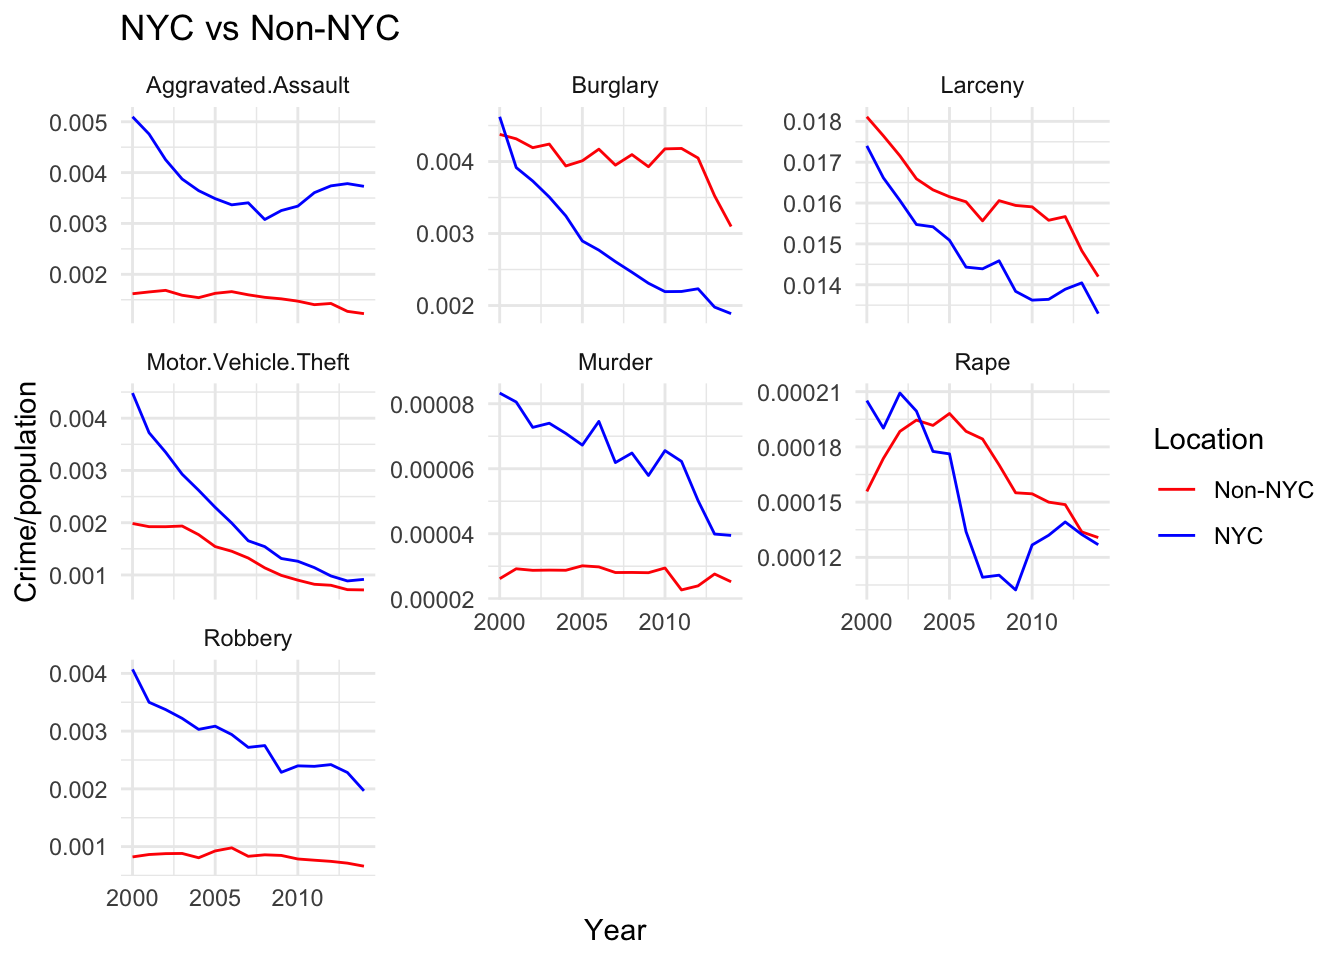 NYC vs Non-NYC
Aggravated.Assault
Burglary
Larceny
0.005
0.004
0.003
0.002
0.004
0.003
0.002
0.018
0.017
0.016
0.015
0.014
Motor.Vehicle.Theft
Murder
Rape
0.004
0.003
0.002
0.001
0.00008
0.00006
0.00004
0.00002
2000 2005 2010
0.00021
0.00018
0.00015
0.00012
2000 2005 2010
Robbery
0.004
0.003
0.002
0.001
2000 2005 2010
Crime/population
Year
Location
Non-NYC
NYC